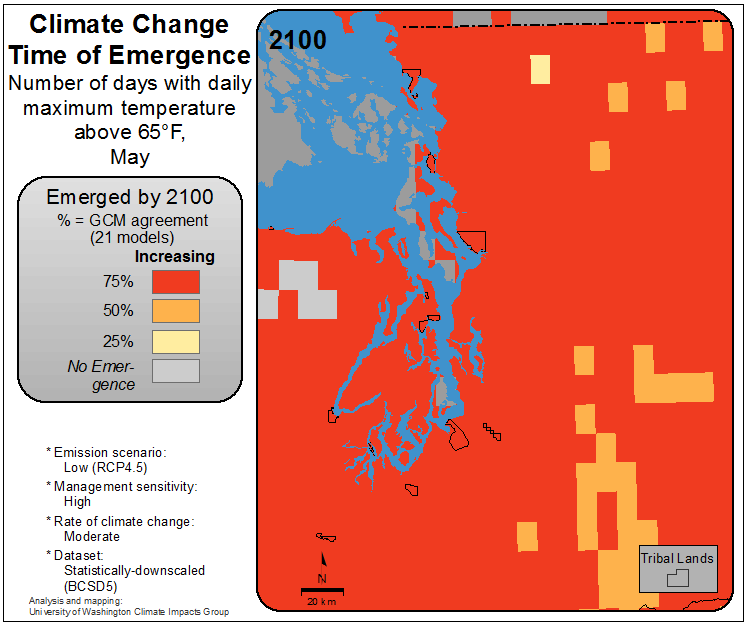 Climate Change
Time of Emergence
Number of days with daily
maximum temperature
above 65°F,
May
Emerged by 2100
% = GCM agreement
(21 models)
Increasing
75%
50%
25%
No Emer-
gence
* Emission scenario:
Low (RCP4.5)
* Management sensitivity:
High
* Rate of climate change:
Moderate
* Dataset:
Statistically-downscaled
(BCSD5)
Analysis and mapping:
University of Washington Climate Impacts Group
2100
N
20 km
Tribal Lands